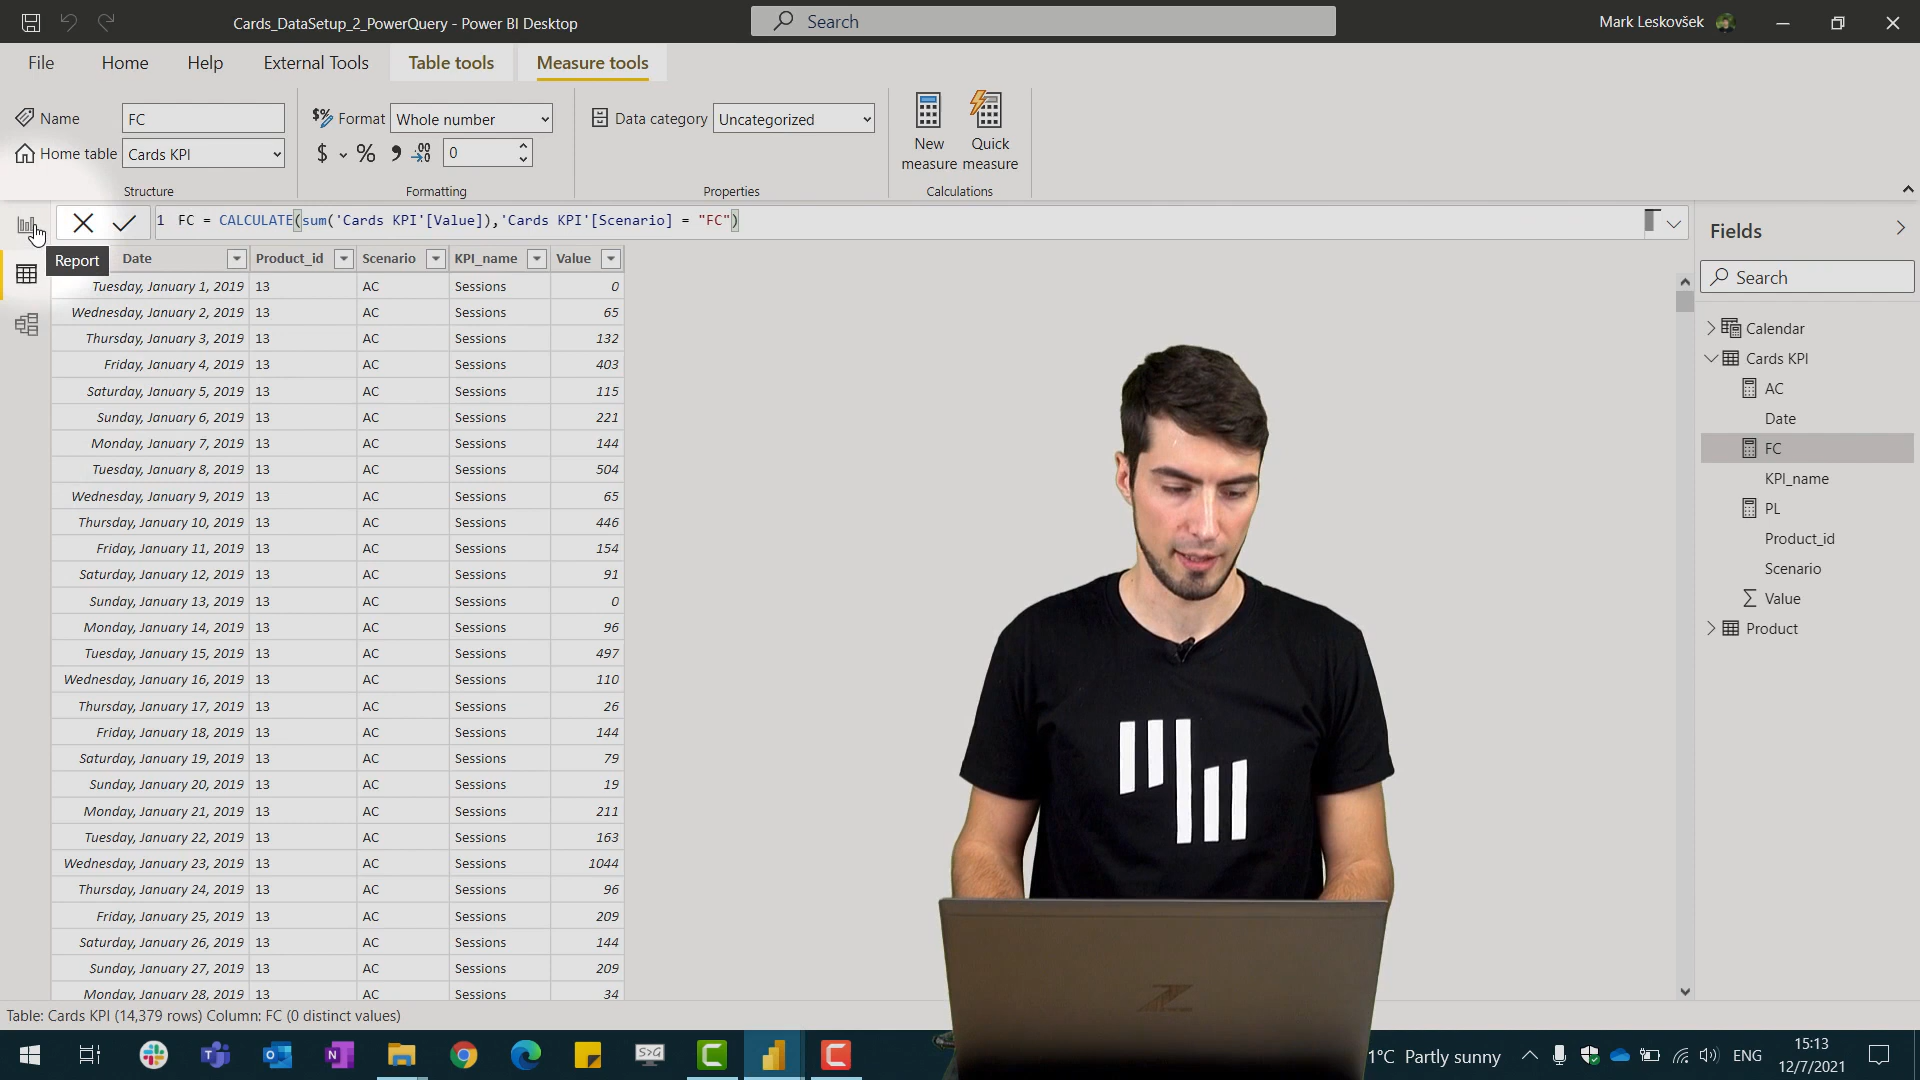 Cards_DataSetup_2_PowerQuery - Power BI Desktop
Search
Mark Leskovšek
File Home Help External Tools Table tools Measure tools
Name FC
Home table Cards KPI
Structure
Format Whole number
$ % 9 .00 0
Formatting
Data category Uncategorized
Properties
New measure
Quick measure
Calculations
1 FC = CALCULATE(sum('Cards KPI'[Value]),'Cards KPI'[Scenario] = "FC")
Report
Date Product_id Scenario KPI_name Value
Tuesday, January 1, 2019 13 AC Sessions 0
Wednesday, January 2, 2019 13 AC Sessions 65
Thursday, January 3, 2019 13 AC Sessions 132
Friday, January 4, 2019 13 AC Sessions 403
Saturday, January 5, 2019 13 AC Sessions 115
Sunday, January 6, 2019 13 AC Sessions 221
Monday, January 7, 2019 13 AC Sessions 144
Tuesday, January 8, 2019 13 AC Sessions 504
Wednesday, January 9, 2019 13 AC Sessions 65
Thursday, January 10, 2019 13 AC Sessions 446
Friday, January 11, 2019 13 AC Sessions 154
Saturday, January 12, 2019 13 AC Sessions 91
Sunday, January 13, 2019 13 AC Sessions 0
Monday, January 14, 2019 13 AC Sessions 96
Tuesday, January 15, 2019 13 AC Sessions 497
Wednesday, January 16, 2019 13 AC Sessions 110
Thursday, January 17, 2019 13 AC Sessions 26
Friday, January 18, 2019 13 AC Sessions 144
Saturday, January 19, 2019 13 AC Sessions 79
Sunday, January 20, 2019 13 AC Sessions 19
Monday, January 21, 2019 13 AC Sessions 211
Tuesday, January 22, 2019 13 AC Sessions 163
Wednesday, January 23, 2019 13 AC Sessions 1044
Thursday, January 24, 2019 13 AC Sessions 96
Friday, January 25, 2019 13 AC Sessions 209
Saturday, January 26, 2019 13 AC Sessions 144
Sunday, January 27, 2019 13 AC Sessions 209
Monday, January 28, 2019 13 AC Sessions 34
Fields
Search
Calendar
Cards KPI
AC
Date
FC
KPI_name
PL
Product_id
Scenario
Value
Product
Table: Cards KPI (14,379 rows) Column: FC (0 distinct values)
S>G
1°C Partly sunny
ENG
15:13
12/7/2021